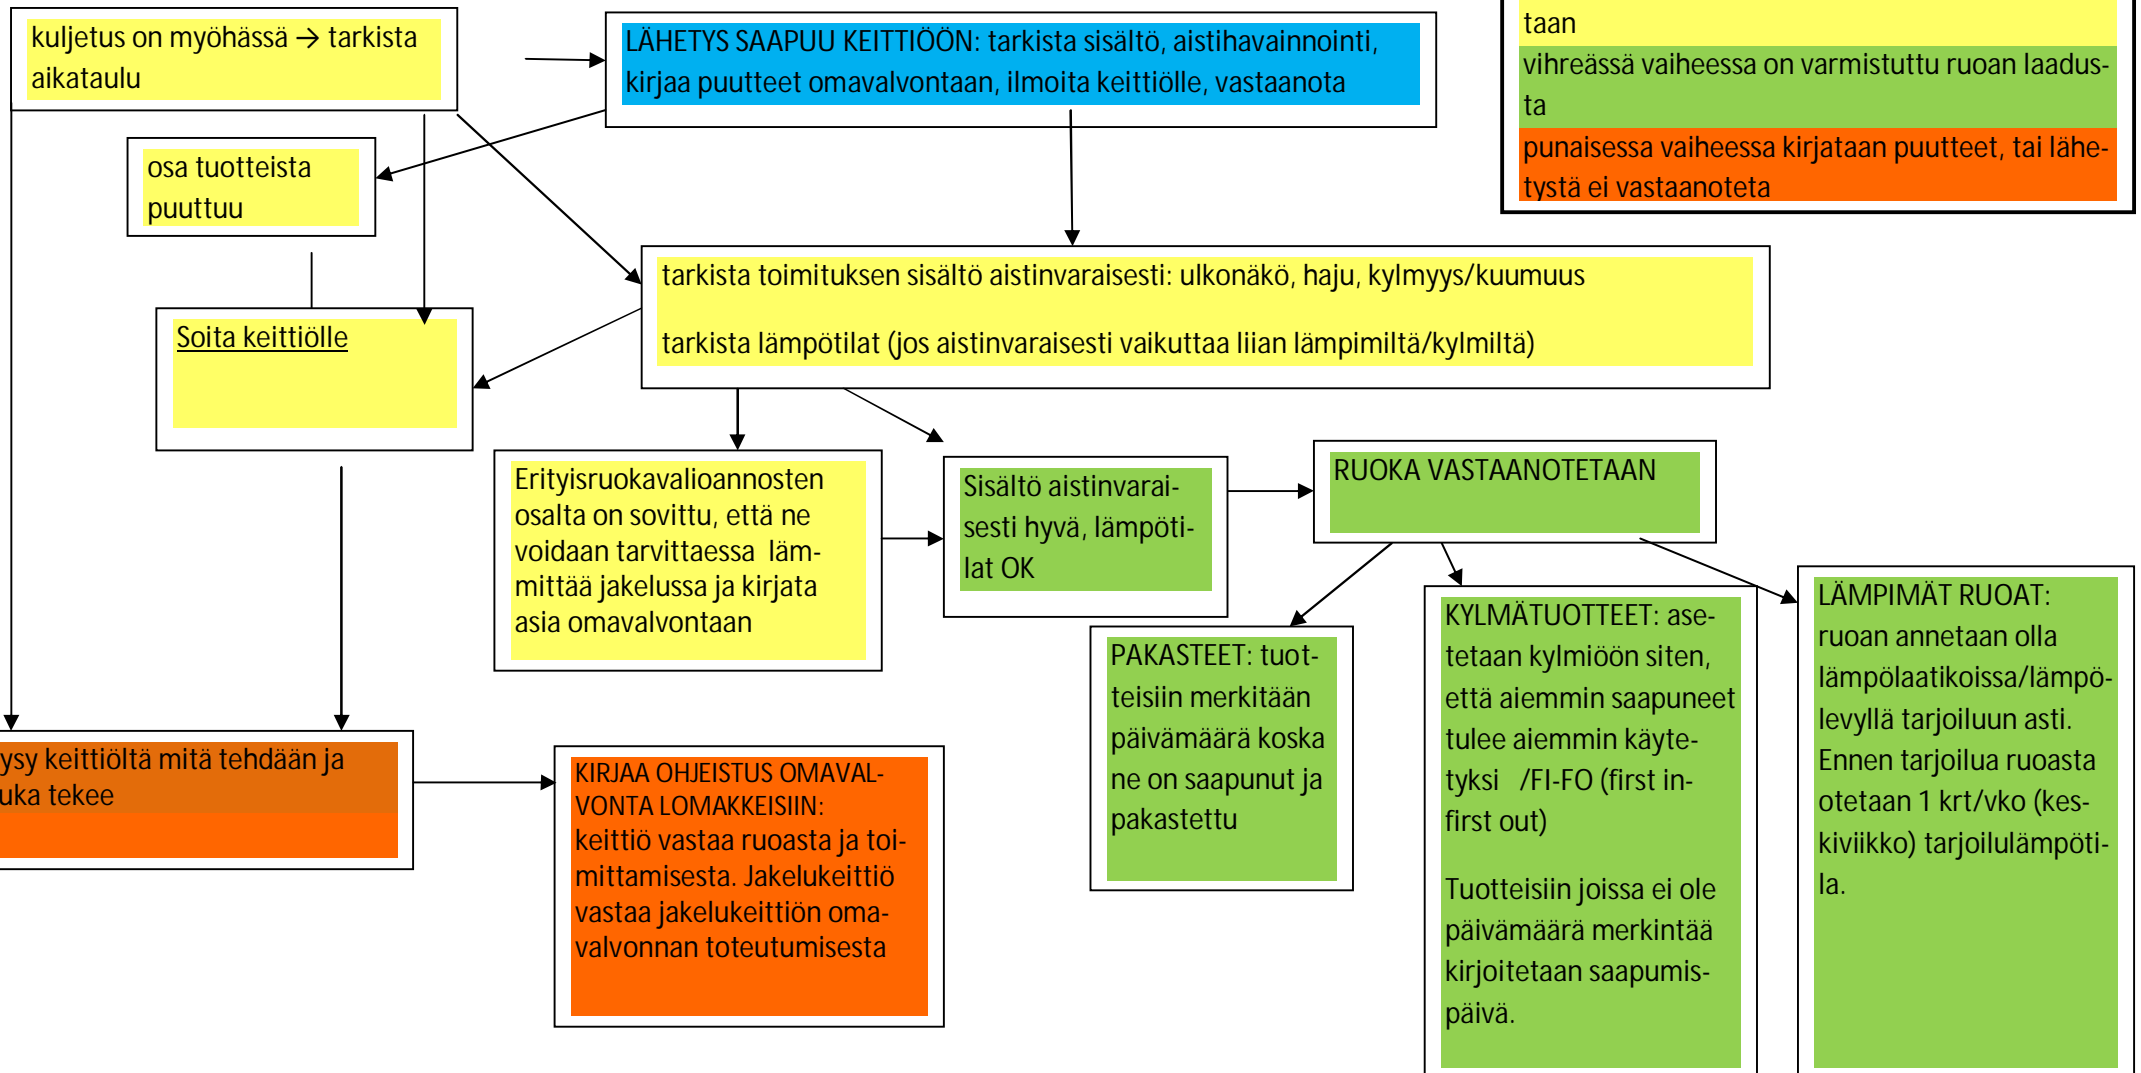 kuljetus on myöhässä → tarkista
aikataulu
LÄHETYS SAAPUU KEITTIÖÖN: tarkista sisältö, aistihavainnointi,
kirjaa puutteet omavalvontaan, ilmoita keittiölle, vastaanota
taan
vihreässä vaiheessa on varmistuttu ruoan laadus-
ta
punaisessa vaiheessa kirjataan puutteet, tai lähe-
tystä ei vastaanoteta
osa tuotteista
puuttuu
tarkista toimituksen sisältö aistinvaraisesti: ulkonäkö, haju, kylmyys/kuumuus
tarkista lämpötilat (jos aistinvaraisesti vaikuttaa liian lämpimiltä/kylmiltä)
Soita keittiölle
Erityisruokavalioannosten
osalta on sovittu, että ne
voidaan tarvittaessa läm-
mittää jakelussa ja kirjata
asia omavalvontaan
Sisältö aistinvarai-
sesti hyvä, lämpöti-
lat OK
RUOKA VASTAANOTETAAN
PAKASTEET: tuot-
teisiin merkitään
päivämäärä koska
ne on saapunut ja
pakastettu
KYLMÄTUOTTEET: ase-
tetaan kylmiöön siten,
että aiemmin saapuneet
tulee aiemmin käyte-
tyksi /FI-FO (first in-
first out)
Tuotteisiin joissa ei ole
päivämäärä merkintää
kirjoitetaan saapumis-
päivä.
LÄMPIMÄT RUOAT:
ruoan annetaan olla
lämpölaatikoissa/lämpö-
levyllä tarjoiluun asti.
Ennen tarjoilua ruoasta
otetaan 1 krt/vko (kes-
kiviikko) tarjoilulämpöti-
la.
ysy keittiöltä mitä tehdään ja
uka tekee
KIRJAA OHJEISTUS OMAVAL-
VONTA LOMAKKEISIIN:
keittiö vastaa ruoasta ja toi-
mittamisesta. Jakelukeittiö
vastaa jakelukeittiön oma-
valvonnan toteutumisesta